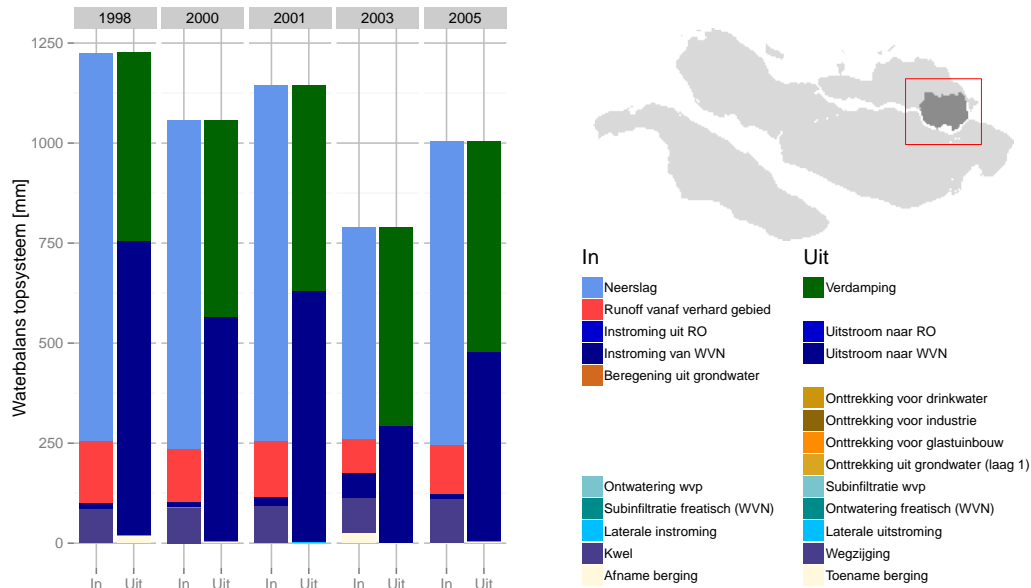 1998 2000 2001 2003 2005
Waterbalans topsysteem [mm]
1250
1000
750
500
250
0
In Uit In Uit In Uit In Uit In Uit
In Uit
Neerslag Verdamping
Runoff vanaf verhard gebied
Instroming uit RO Uitstroom naar RO
Instroming van WVN Uitstroom naar WVN
Beregening uit grondwater
Onttrekking voor drinkwater
Onttrekking voor industrie
Onttrekking voor glastuinbouw
Onttrekking uit grondwater (laag 1)
Ontwatering wvp Subinfiltratie wvp
Subinfiltratie freatisch (WVN) Ontwatering freatisch (WVN)
Laterale instroming Laterale uitstroming
Kwel Wegzijging
Afname berging Toename berging